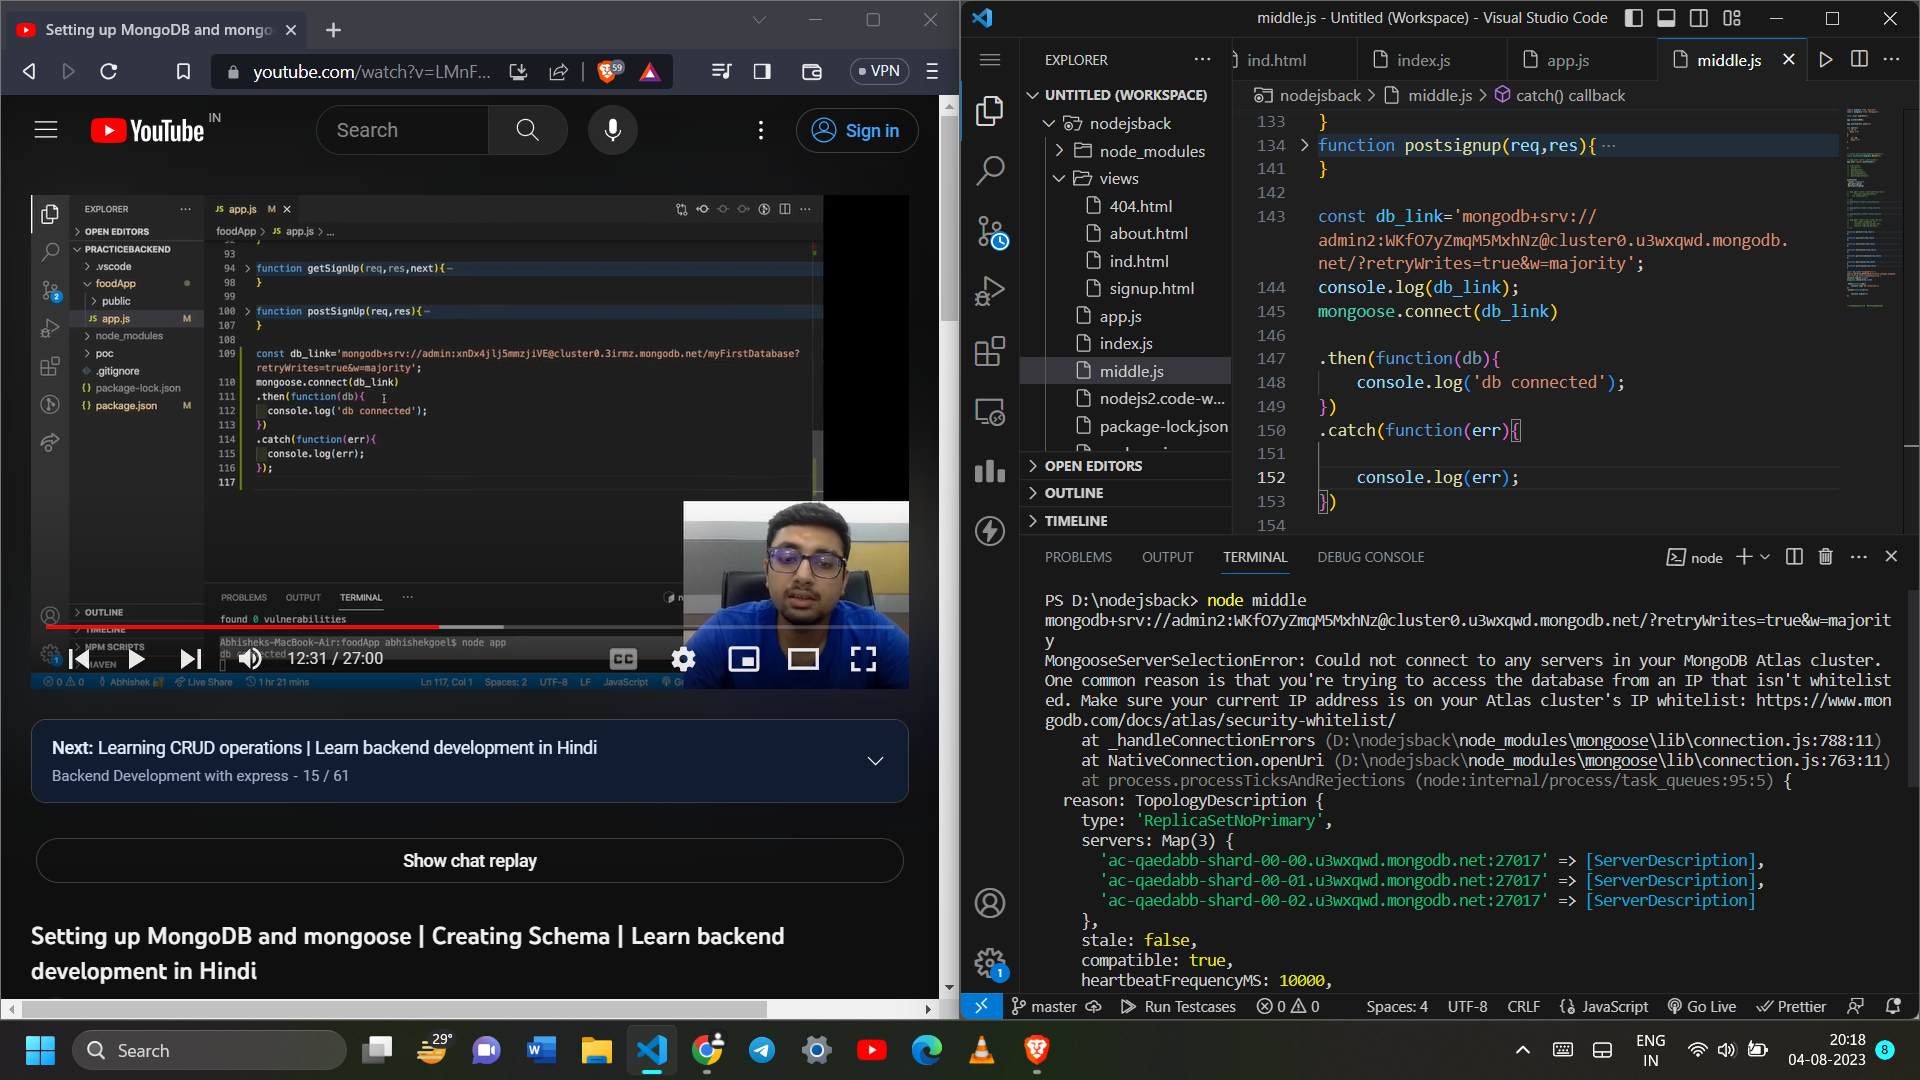 Setting up MongoDB and mongo
youtube.com/watch?v=LMnF...
59
VPN
YouTube IN
Search
Sign in
EXPLORER
app.js M
OPEN EDITORS
foodApp > JS app.js > ...
PRACTICEBACKEND
.vscode
foodApp
public
JS app.js M
node_modules
poc
.gitignore
package-lock.json
package.json M
93
94 function getSignUp(req,res,next){
98 }
99
100 function postSignUp(req,res){
107 }
108
109 const db_link='mongodb+srv://admin:xnDx4jlj5mmzjiVE@cluster0.3irmz.mongodb.net/myFirstDatabase?
retryWrites=true&w=majority';
110 mongoose.connect(db_link)
111 .then(function(db){
112 console.log('db connected');
113 })
114 .catch(function(err){
115 console.log(err);
116 });
117
PROBLEMS OUTPUT TERMINAL ...
found 0 vulnerabilities
Abhisheks-MacBook-Air:foodApp abhishekgoel$ node app
OUTLINE
TIMELINE
NPM SCRIPTS
MAVEN
12:31 / 27:00
CC
0 0 Abhishek Live Share 1 hr 21 mins Ln 117, Col 1 Spaces: 2 UTF-8 LF JavaScript
Next: Learning CRUD operations | Learn backend development in Hindi
Backend Development with express - 15 / 61
Show chat replay
Setting up MongoDB and mongoose | Creating Schema | Learn backend
development in Hindi
middle.js - Untitled (Workspace) - Visual Studio Code
EXPLORER
ind.html
index.js
app.js
middle.js
UNTITLED (WORKSPACE)
nodejsback
node_modules
views
404.html
about.html
ind.html
signup.html
app.js
index.js
middle.js
nodejs2.code-w...
package-lock.json
OPEN EDITORS
OUTLINE
TIMELINE
nodejsback > middle.js > catch() callback
133 }
134 function postsignup(req,res){ ...
141 }
142
143 const db_link='mongodb+srv://
admin2:WKfO7yZmqM5MxhNz@cluster0.u3wxqwd.mongodb.
net/?retryWrites=true&w=majority';
144 console.log(db_link);
145 mongoose.connect(db_link)
146
147 .then(function(db){
148 console.log('db connected');
149 })
150 .catch(function(err){
151
152 console.log(err);
153 })
154
PROBLEMS OUTPUT TERMINAL DEBUG CONSOLE
node
PS D:\nodejsback> node middle
mongodb+srv://admin2:WKfO7yZmqM5MxhNz@cluster0.u3wxqwd.mongodb.net/?retryWrites=true&w=majorit
y
MongooseServerSelectionError: Could not connect to any servers in your MongoDB Atlas cluster.
One common reason is that you're trying to access the database from an IP that isn't whitelist
ed. Make sure your current IP address is on your Atlas cluster's IP whitelist: https://www.mon
godb.com/docs/atlas/security-whitelist/
at _handleConnectionErrors (D:\nodejsback\node_modules\mongoose\lib\connection.js:788:11)
at NativeConnection.openUri (D:\nodejsback\node_modules\mongoose\lib\connection.js:763:11)
at process.processTicksAndRejections (node:internal/process/task_queues:95:5) {
reason: TopologyDescription {
type: 'ReplicaSetNoPrimary',
servers: Map(3) {
'ac-qaedabb-shard-00-00.u3wxqwd.mongodb.net:27017' => [ServerDescription],
'ac-qaedabb-shard-00-01.u3wxqwd.mongodb.net:27017' => [ServerDescription],
'ac-qaedabb-shard-00-02.u3wxqwd.mongodb.net:27017' => [ServerDescription]
},
stale: false,
compatible: true,
heartbeatFrequencyMS: 10000,
1
master Run Testcases 0 0 Spaces: 4 UTF-8 CRLF JavaScript Go Live Prettier
Search
29°
ENG
IN
20:18
04-08-2023
8